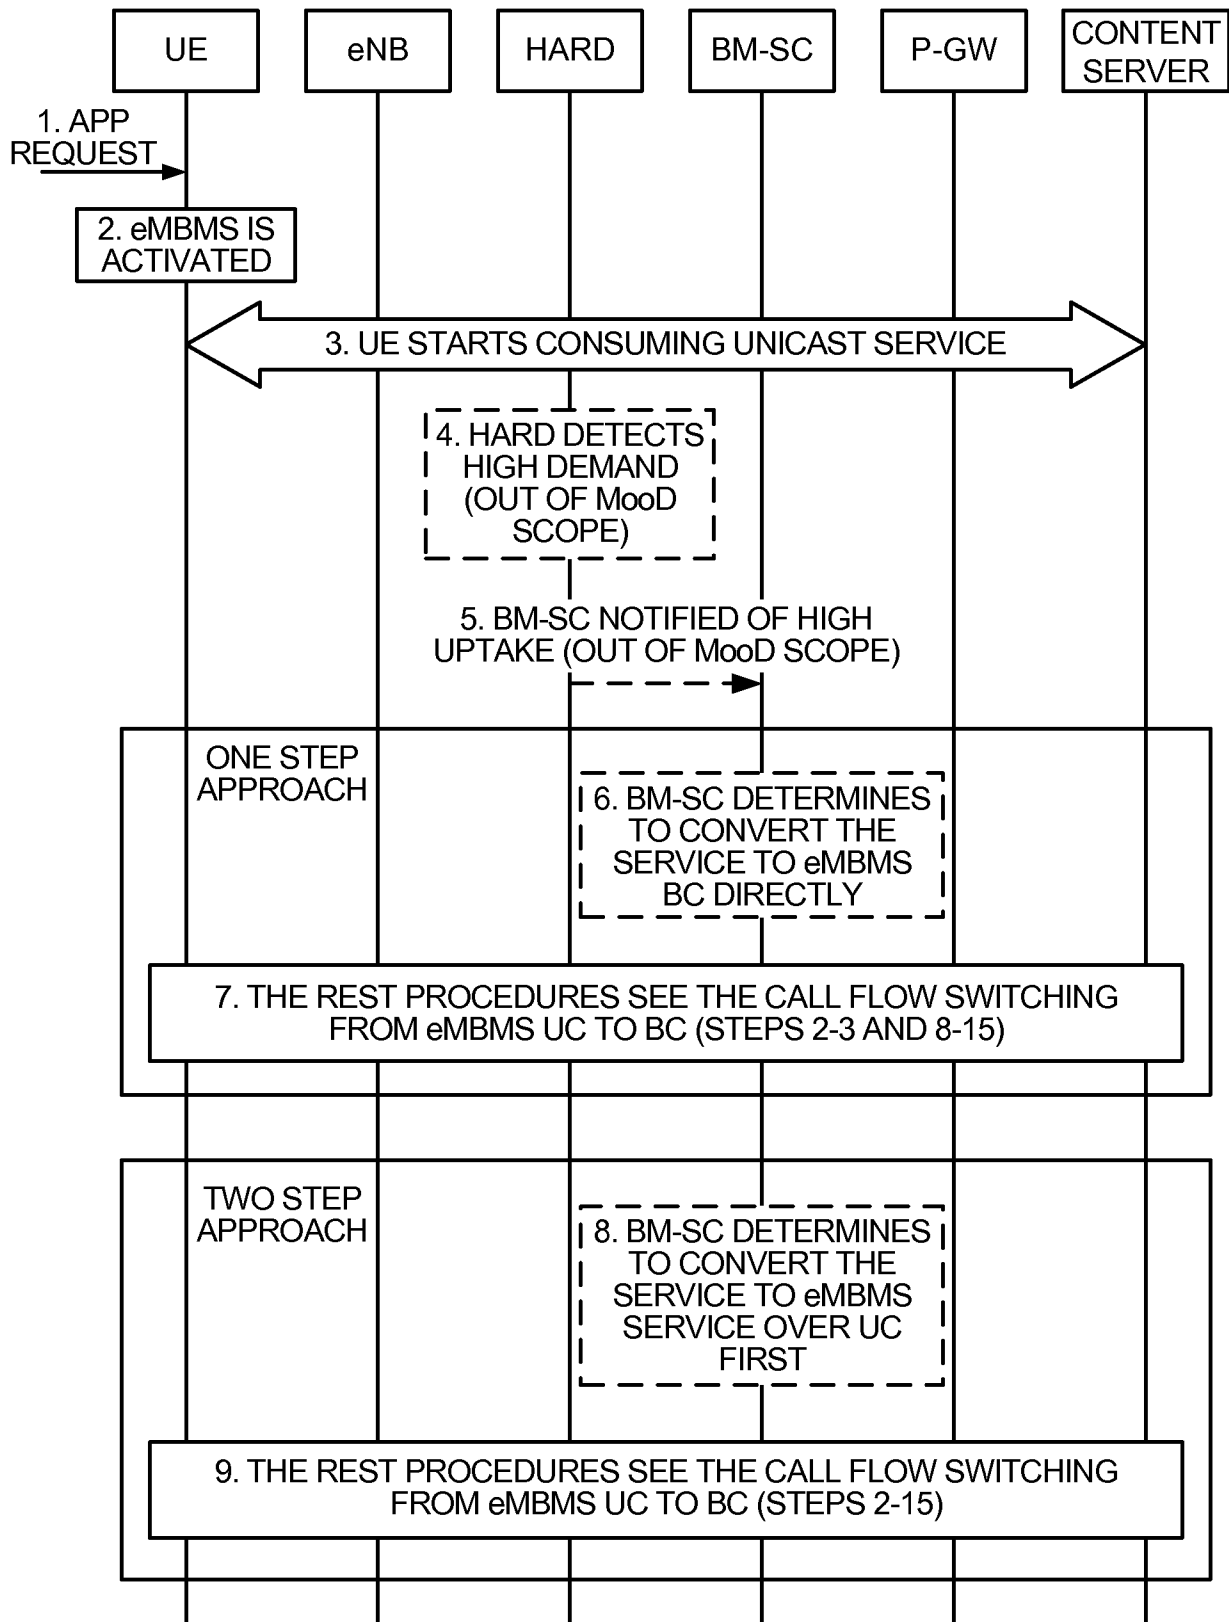 UE
eNB
HARD
BM-SC
P-GW
CONTENT
SERVER
1. APP
REQUEST
2. eMBMS IS
ACTIVATED
3. UE STARTS CONSUMING UNICAST SERVICE
4. HARD DETECTS
HIGH DEMAND
(OUT OF MooD
SCOPE)
5. BM-SC NOTIFIED OF HIGH
UPTAKE (OUT OF MooD SCOPE)
ONE STEP
APPROACH
6. BM-SC DETERMINES
TO CONVERT THE
SERVICE TO eMBMS
BC DIRECTLY
7. THE REST PROCEDURES SEE THE CALL FLOW SWITCHING
FROM eMBMS UC TO BC (STEPS 2-3 AND 8-15)
TWO STEP
APPROACH
8. BM-SC DETERMINES
TO CONVERT THE
SERVICE TO eMBMS
SERVICE OVER UC
FIRST
9. THE REST PROCEDURES SEE THE CALL FLOW SWITCHING
FROM eMBMS UC TO BC (STEPS 2-15)